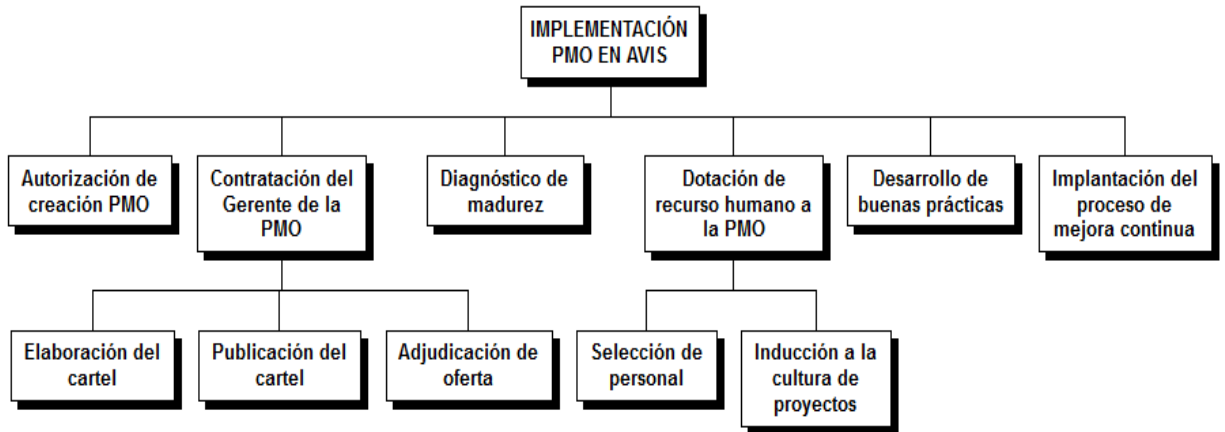 IMPLEMENTACIÓN
PMO EN AVIS
Autorización de
creación PMO
Contratación del
Gerente de la
PMO
Diagnóstico de
madurez
Dotación de
recurso humano a
la PMO
Desarrollo de
buenas prácticas
Implantación del
proceso de
mejora continua
Elaboración del
cartel
Publicación del
cartel
Adjudicación de
oferta
Selección de
personal
Inducción a la
cultura de
proyectos